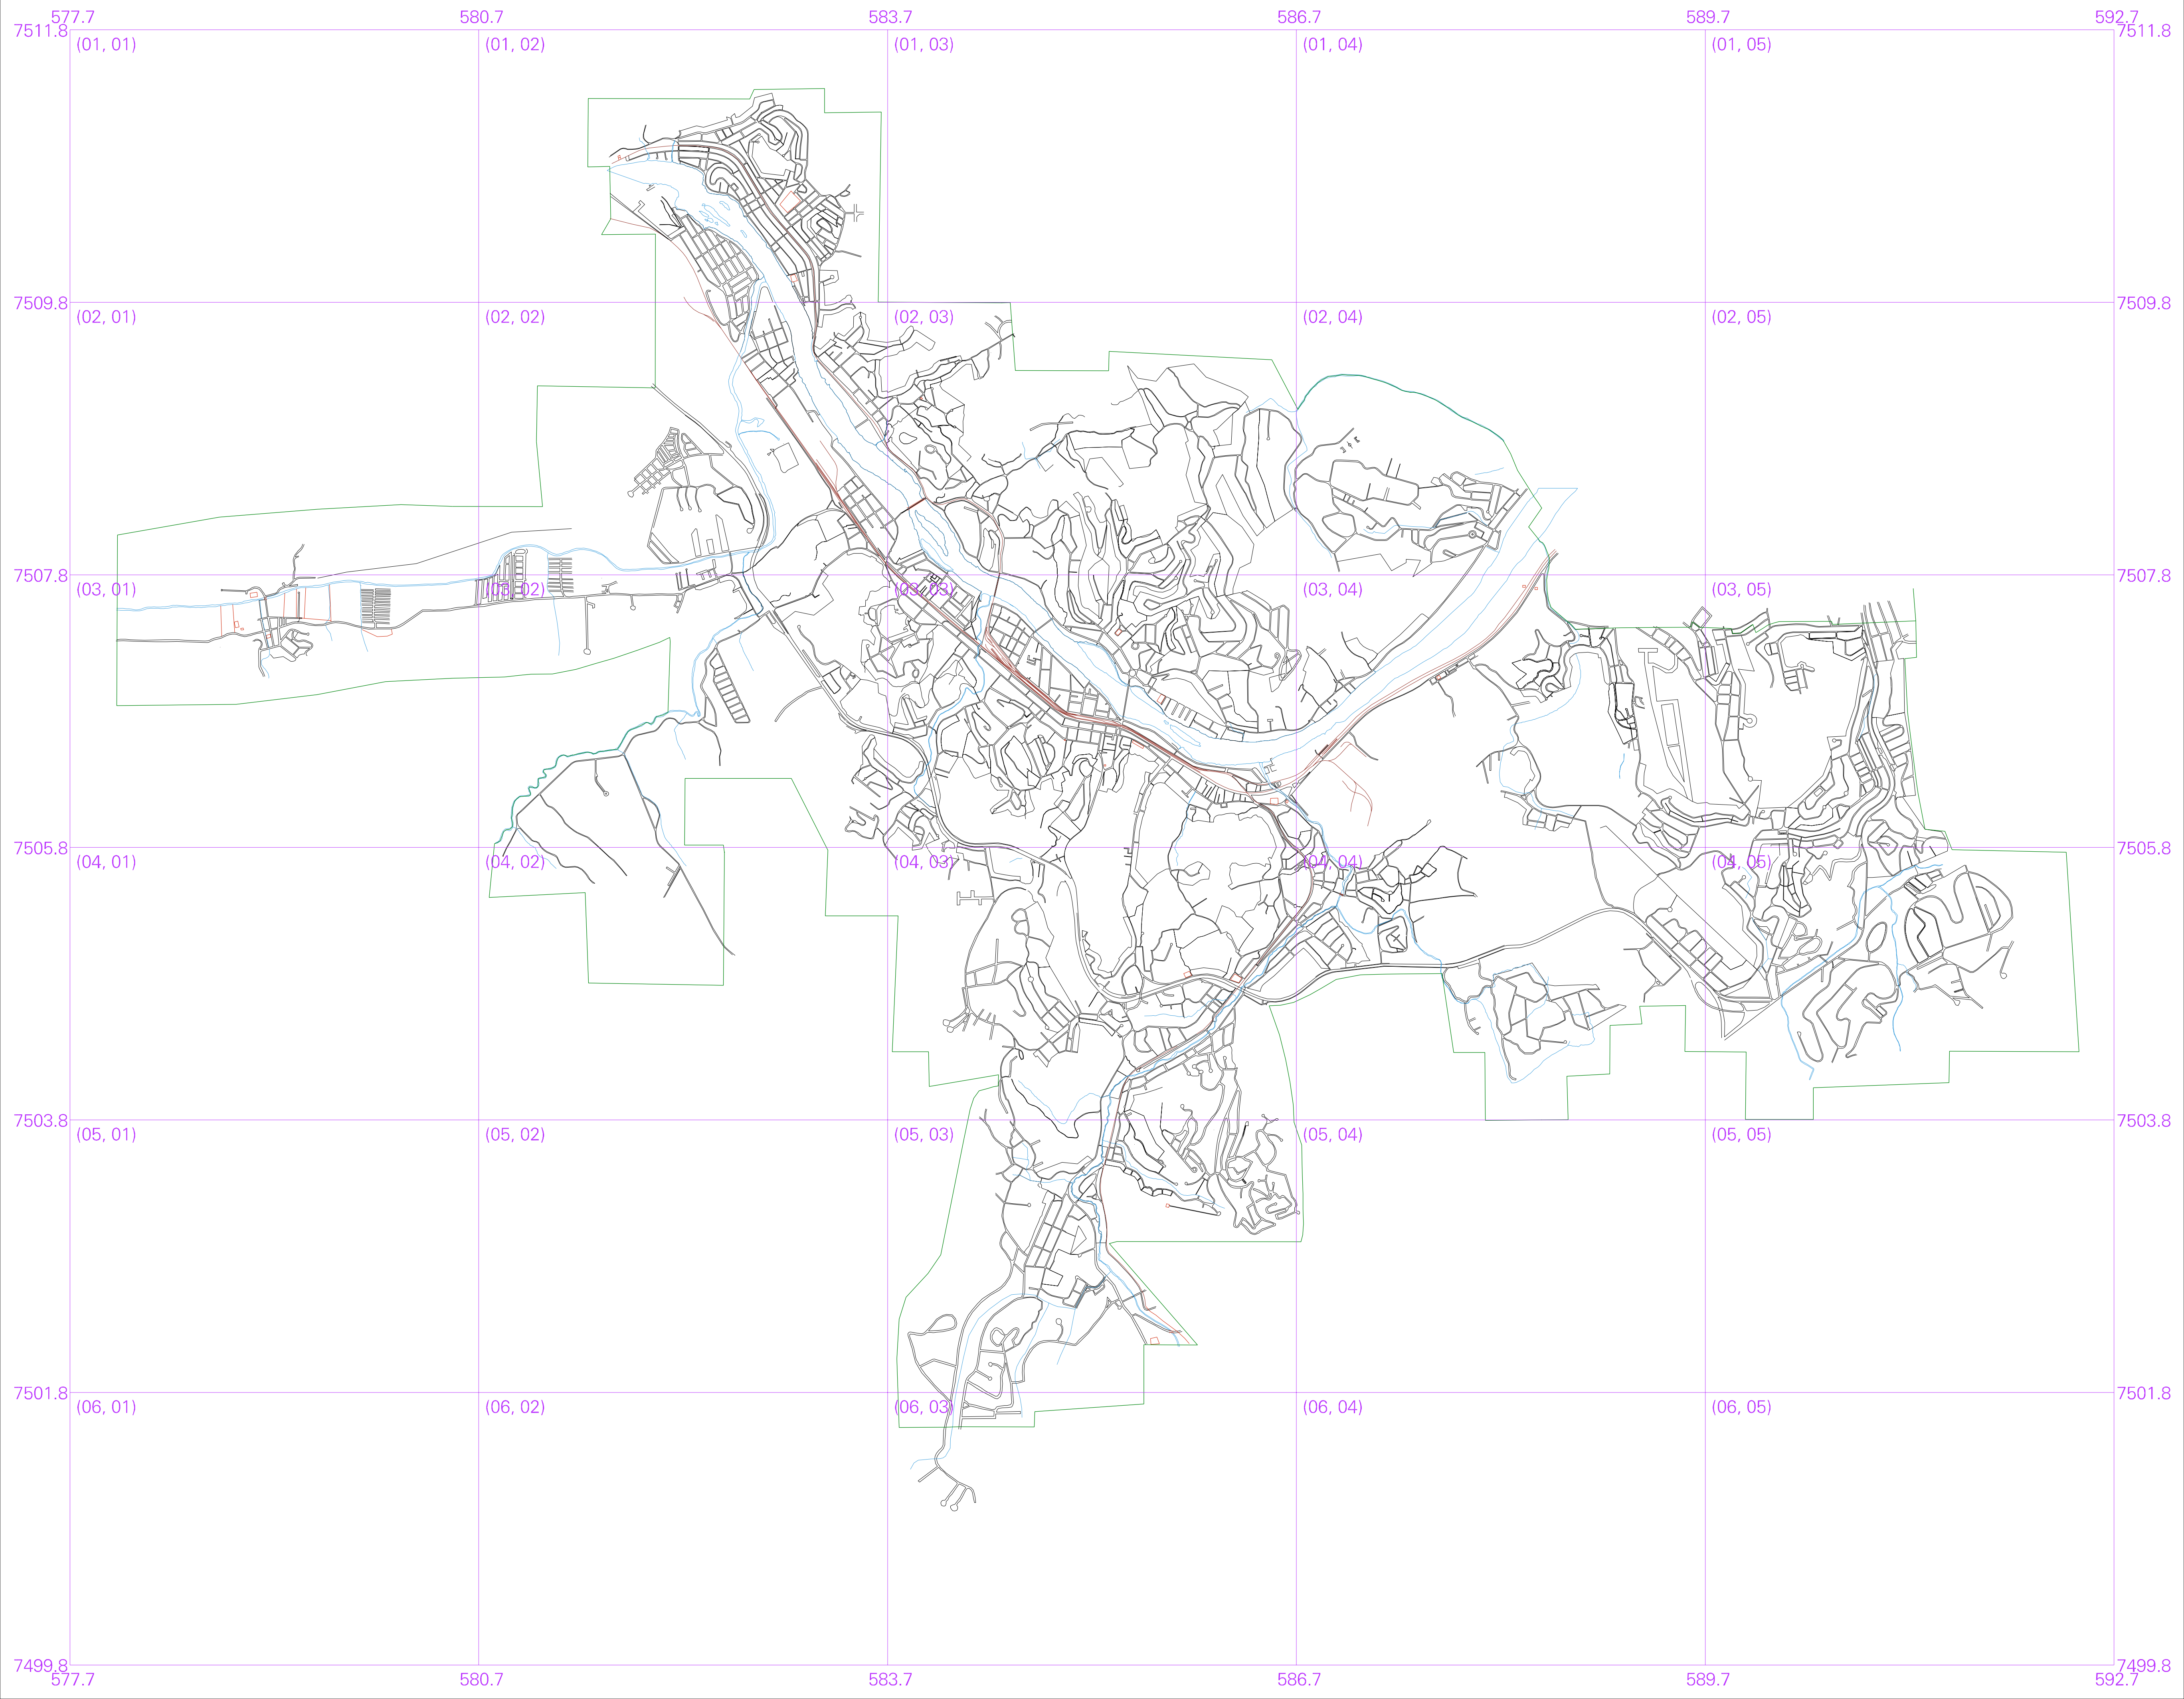 577.7 580.7 583.7 586.7 589.7 592.7
7511.8 7511.8
(01, 01) (01, 02) (01, 03) (01, 04) (01, 05)
7509.8 7509.8
(02, 01) (02, 02) (02, 03) (02, 04) (02, 05)
7507.8 7507.8
(03, 01) (03, 02) (03, 03) (03, 04) (03, 05)
7505.8 7505.8
(04, 01) (04, 02) (04, 03) (04, 04) (04, 05)
7503.8 7503.8
(05, 01) (05, 02) (05, 03) (05, 04) (05, 05)
7501.8 7501.8
(06, 01) (06, 02) (06, 03) (06, 04) (06, 05)
7499.8 7499.8
577.7 580.7 583.7 586.7 589.7 592.7